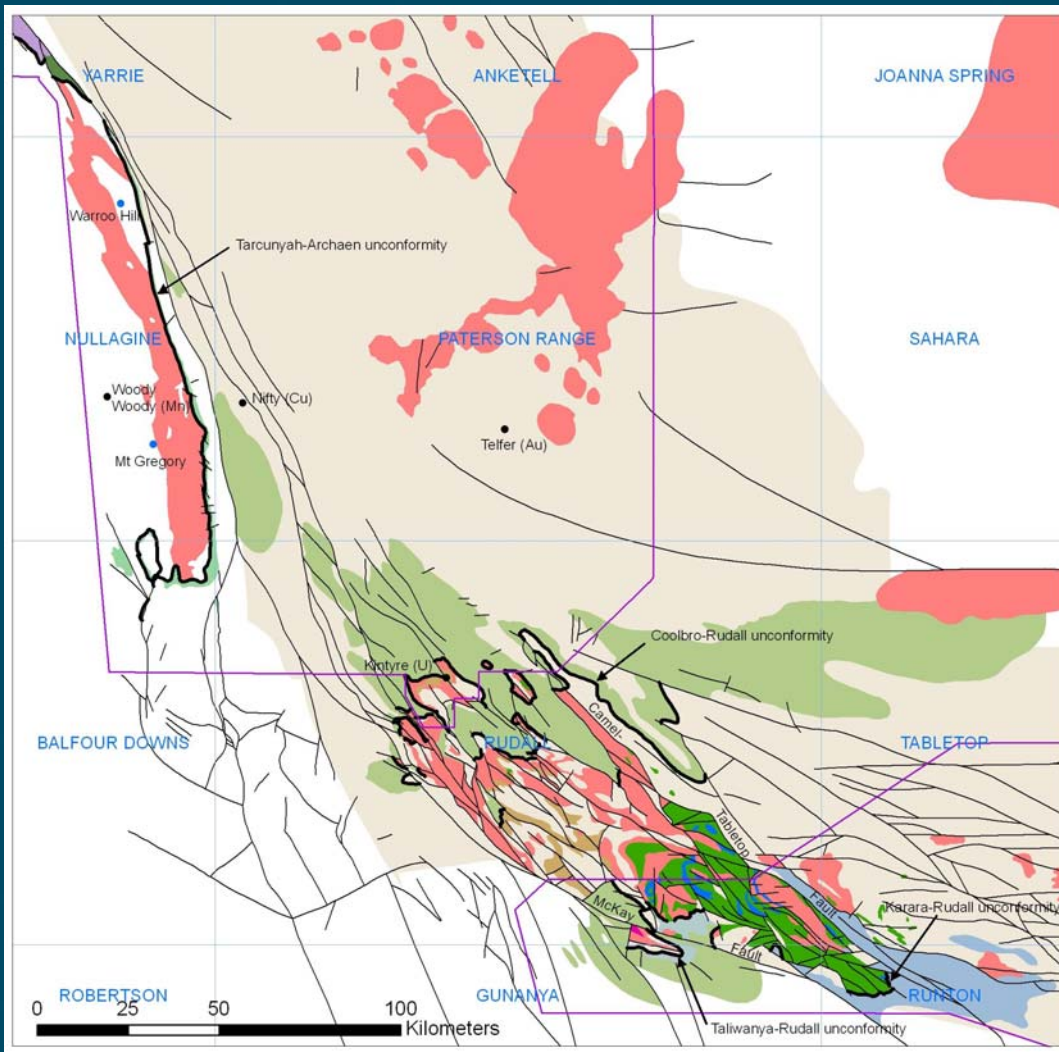 YARRIE
ANKETELL
JOANNA SPRING
Warroo Hill
Tarcunyah-Archaen unconformity
NULLAGINE
PATERSON RANGE
SAHARA
Woody
Woody (Mn)
Nifty (Cu)
Telfer (Au)
Mt Gregory
Coolbro-Rudall unconformity
Kintyre (U)
Camel-
BALFOUR DOWNS
RUDALL
TABLETOP
Tabletop
McKay
Fault
Karara-Rudall unconformity
Fault
ROBERTSON
GUNANYA
RUNTON
0 25 50 100
Kilometers
Taliwanya-Rudall unconformity